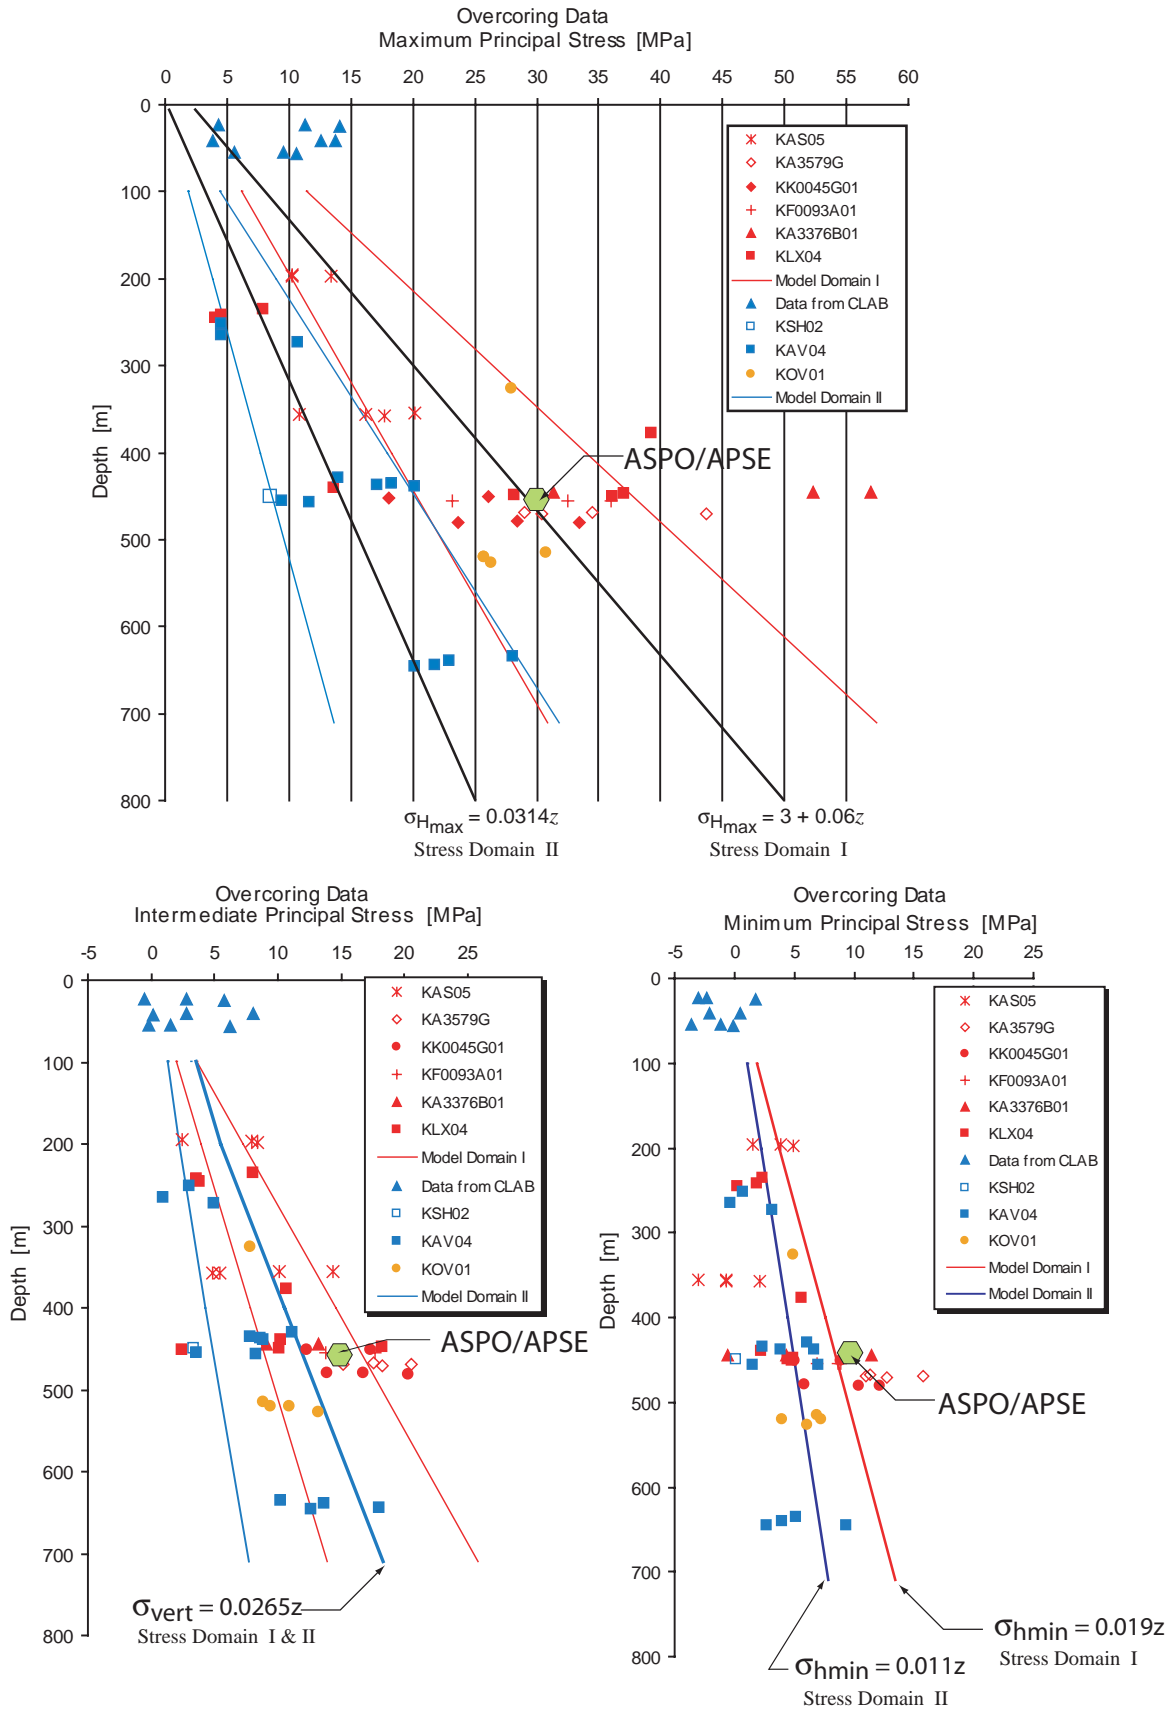 Overcoring Data
Maximum Principal Stress [MPa]
0 5 10 15 20 25 30 35 40 45 50 55 60
0
100
200
300
400
500
600
700
800
Depth [m]
KAS05
KA3579G
KK0045G01
KF0093A01
KA3376B01
KLX04
Model Domain I
Data from CLAB
KSH02
KAV04
KOV01
Model Domain II
ASPO/APSE
σHmax = 0.0314z
Stress Domain II
σHmax = 3 + 0.06z
Stress Domain I
Overcoring Data
Intermediate Principal Stress [MPa]
-5 0 5 10 15 20 25
0
100
200
300
400
500
600
700
800
Depth [m]
KAS05
KA3579G
KK0045G01
KF0093A01
KA3376B01
KLX04
Model Domain I
Data from CLAB
KSH02
KAV04
KOV01
Model Domain II
ASPO/APSE
σvert = 0.0265z
Stress Domain I & II
Overcoring Data
Minimum Principal Stress [MPa]
-5 0 5 10 15 20 25
0
100
200
300
400
500
600
700
800
Depth [m]
KAS05
KA3579G
KK0045G01
KF0093A01
KA3376B01
KLX04
Data from CLAB
KSH02
KAV04
KOV01
Model Domain I
Model Domain II
ASPO/APSE
σhmin = 0.019z
Stress Domain I
σhmin = 0.011z
Stress Domain II